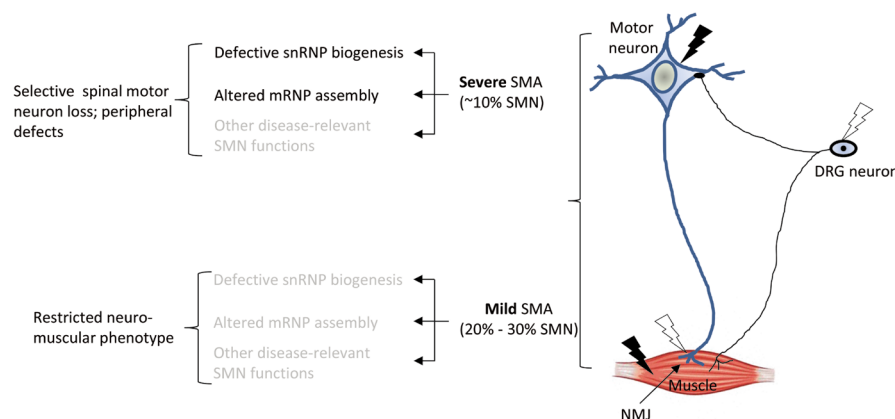 Selective spinal motor
neuron loss; peripheral
defects
Defective snRNP biogenesis
Altered mRNP assembly
Other disease-relevant
SMN functions
Severe SMA
(~10% SMN)
Motor
neuron
DRG neuron
Restricted neuro-
muscular phenotype
Defective snRNP biogenesis
Altered mRNP assembly
Other disease-relevant
SMN functions
Mild SMA
(20% - 30% SMN)
Muscle
NMJ